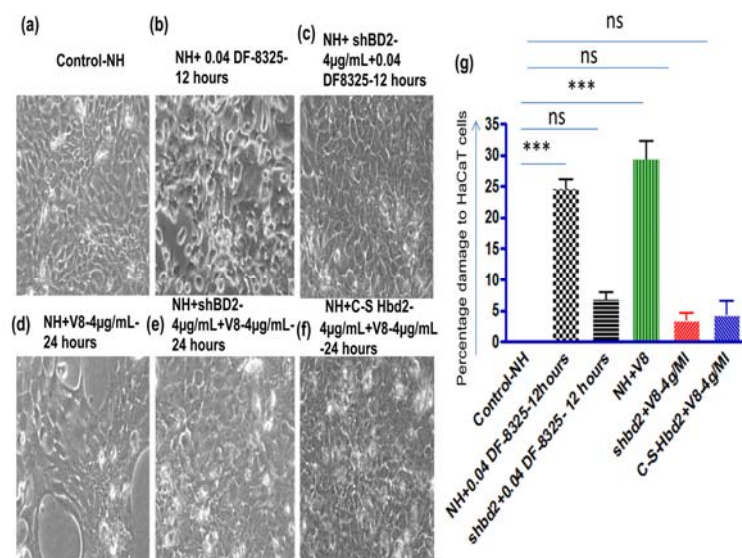 (a)
Control-NH
(b)
NH+ 0.04 DF-8325-
12 hours
(c)
NH+ shBD2-
4µg/mL+0.04
DF8325-12 hours
(d)
NH+V8-4µg/mL-
24 hours
(e)
NH+shBD2-
4µg/mL+V8-4µg/mL-
24 hours
(f)
NH+C-S Hbd2-
4µg/mL+V8-4µg/mL
-24 hours
(g)
ns
ns
***
ns
***
Percentage damage to HaCaT cells
35
30
25
20
15
10
5
0
Control-NH
NH+0.04 DF-8325-12hours
shbd2+0.04 DF-8325- 12 hours
NH+V8
shbd2+V8-4g/Ml
C-S-Hbd2+V8-4g/Ml